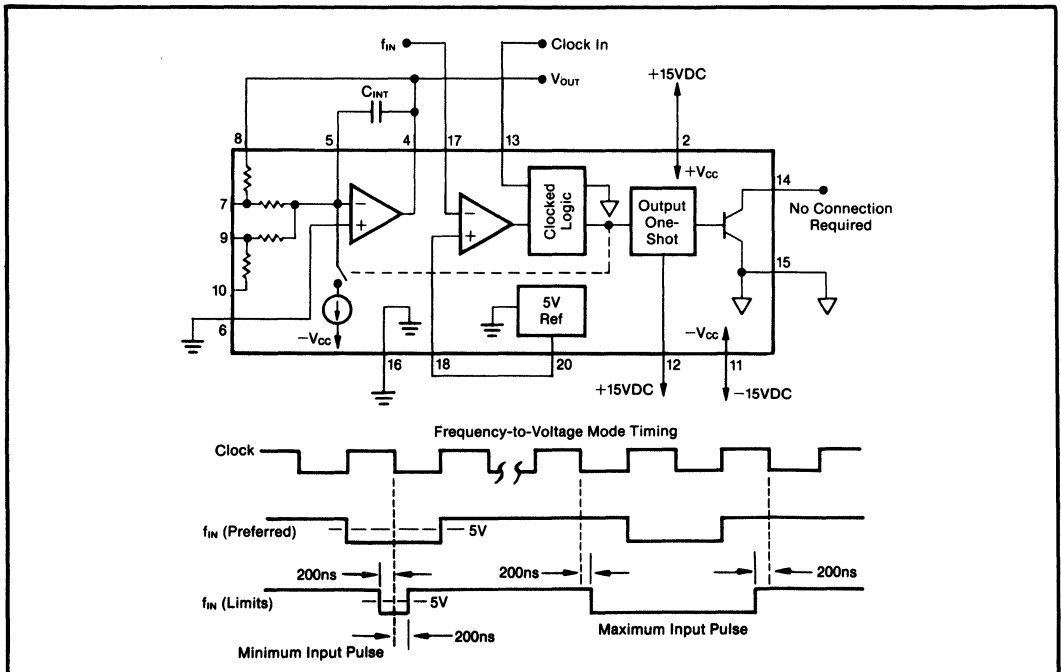 fIN
Clock In
VOUT
+15VDC
CINT
8
5
4
17
13
2
+VCC
14
7
−
+
−
+
Clocked Logic
Output
One-
Shot
No Connection
Required
9
15
10
5V
Ref
6
−VCC
−VCC
16
18
20
12
11
+15VDC
−15VDC
Frequency-to-Voltage Mode Timing
Clock
fIN (Preferred)
5V
200ns
200ns
200ns
fIN (Limits)
5V
200ns
Maximum Input Pulse
Minimum Input Pulse